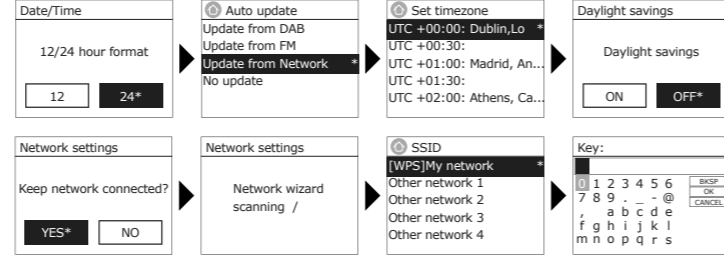 Date/Time
12/24 hour format
12 24*
Auto update
Update from DAB
Update from FM
Update from Network *
No update
Set timezone
UTC +00:00: Dublin,Lo *
UTC +00:30:
UTC +01:00: Madrid, An...
UTC +01:30:
UTC +02:00: Athens, Ca...
Daylight savings
Daylight savings
ON OFF*
Network settings
Keep network connected?
YES* NO
Network settings
Network wizard
scanning /
SSID
[WPS]My network *
Other network 1
Other network 2
Other network 3
Other network 4
Key:
0 1 2 3 4 5 6 BKSP
OK
7 8 9 . _ - @ CANCEL
, a b c d e
f g h i j k l
m n o p q r s